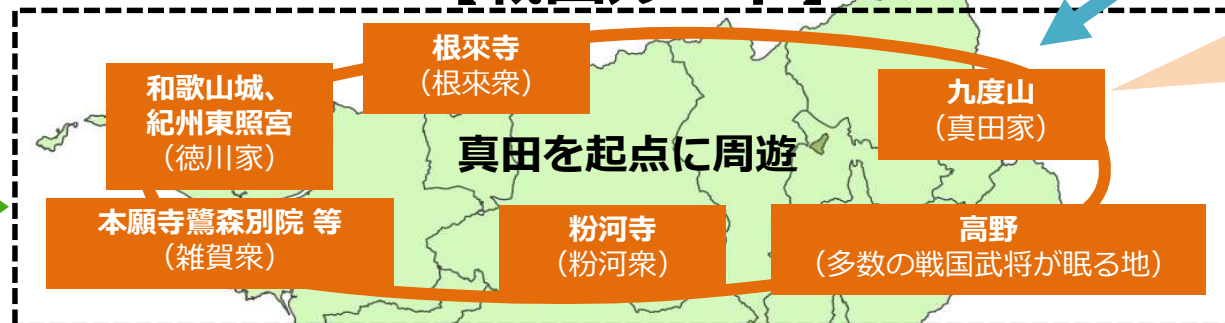 根來寺
（根來衆）
和歌山城、
紀州東照宮
（徳川家）
九度山
（真田家）
真田を起点に周遊
本願寺鷺森別院 等
（雑賀衆）
粉河寺
（粉河衆）
高野
（多数の戦国武将が眠る地）